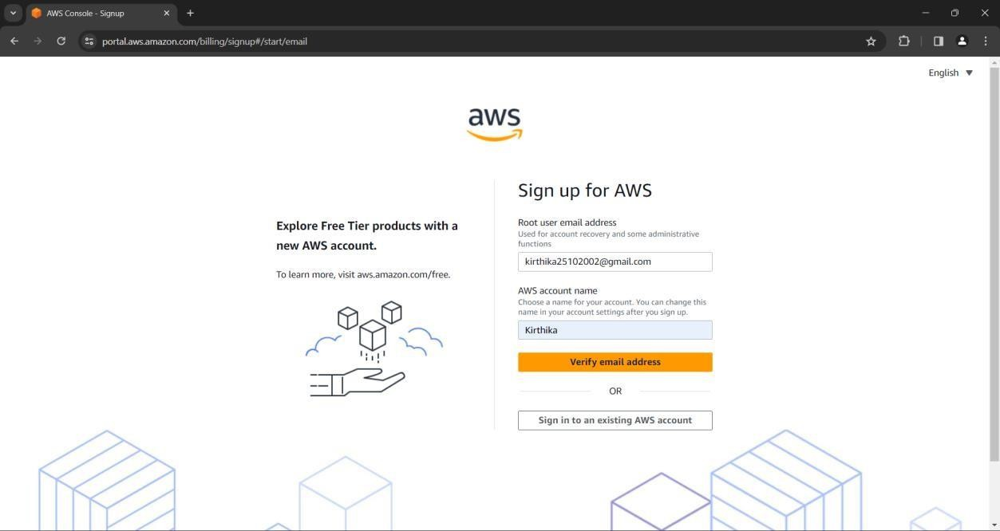 AWS Console - Signup
portal.aws.amazon.com/billing/signup#/start/email
English
aws
Explore Free Tier products with a
new AWS account.
To learn more, visit aws.amazon.com/free.
Sign up for AWS
Root user email address
Used for account recovery and some administrative
functions
kirthika25102002@gmail.com
AWS account name
Choose a name for your account. You can change this
name in your account settings after you sign up.
Kirthika
Verify email address
OR
Sign in to an existing AWS account